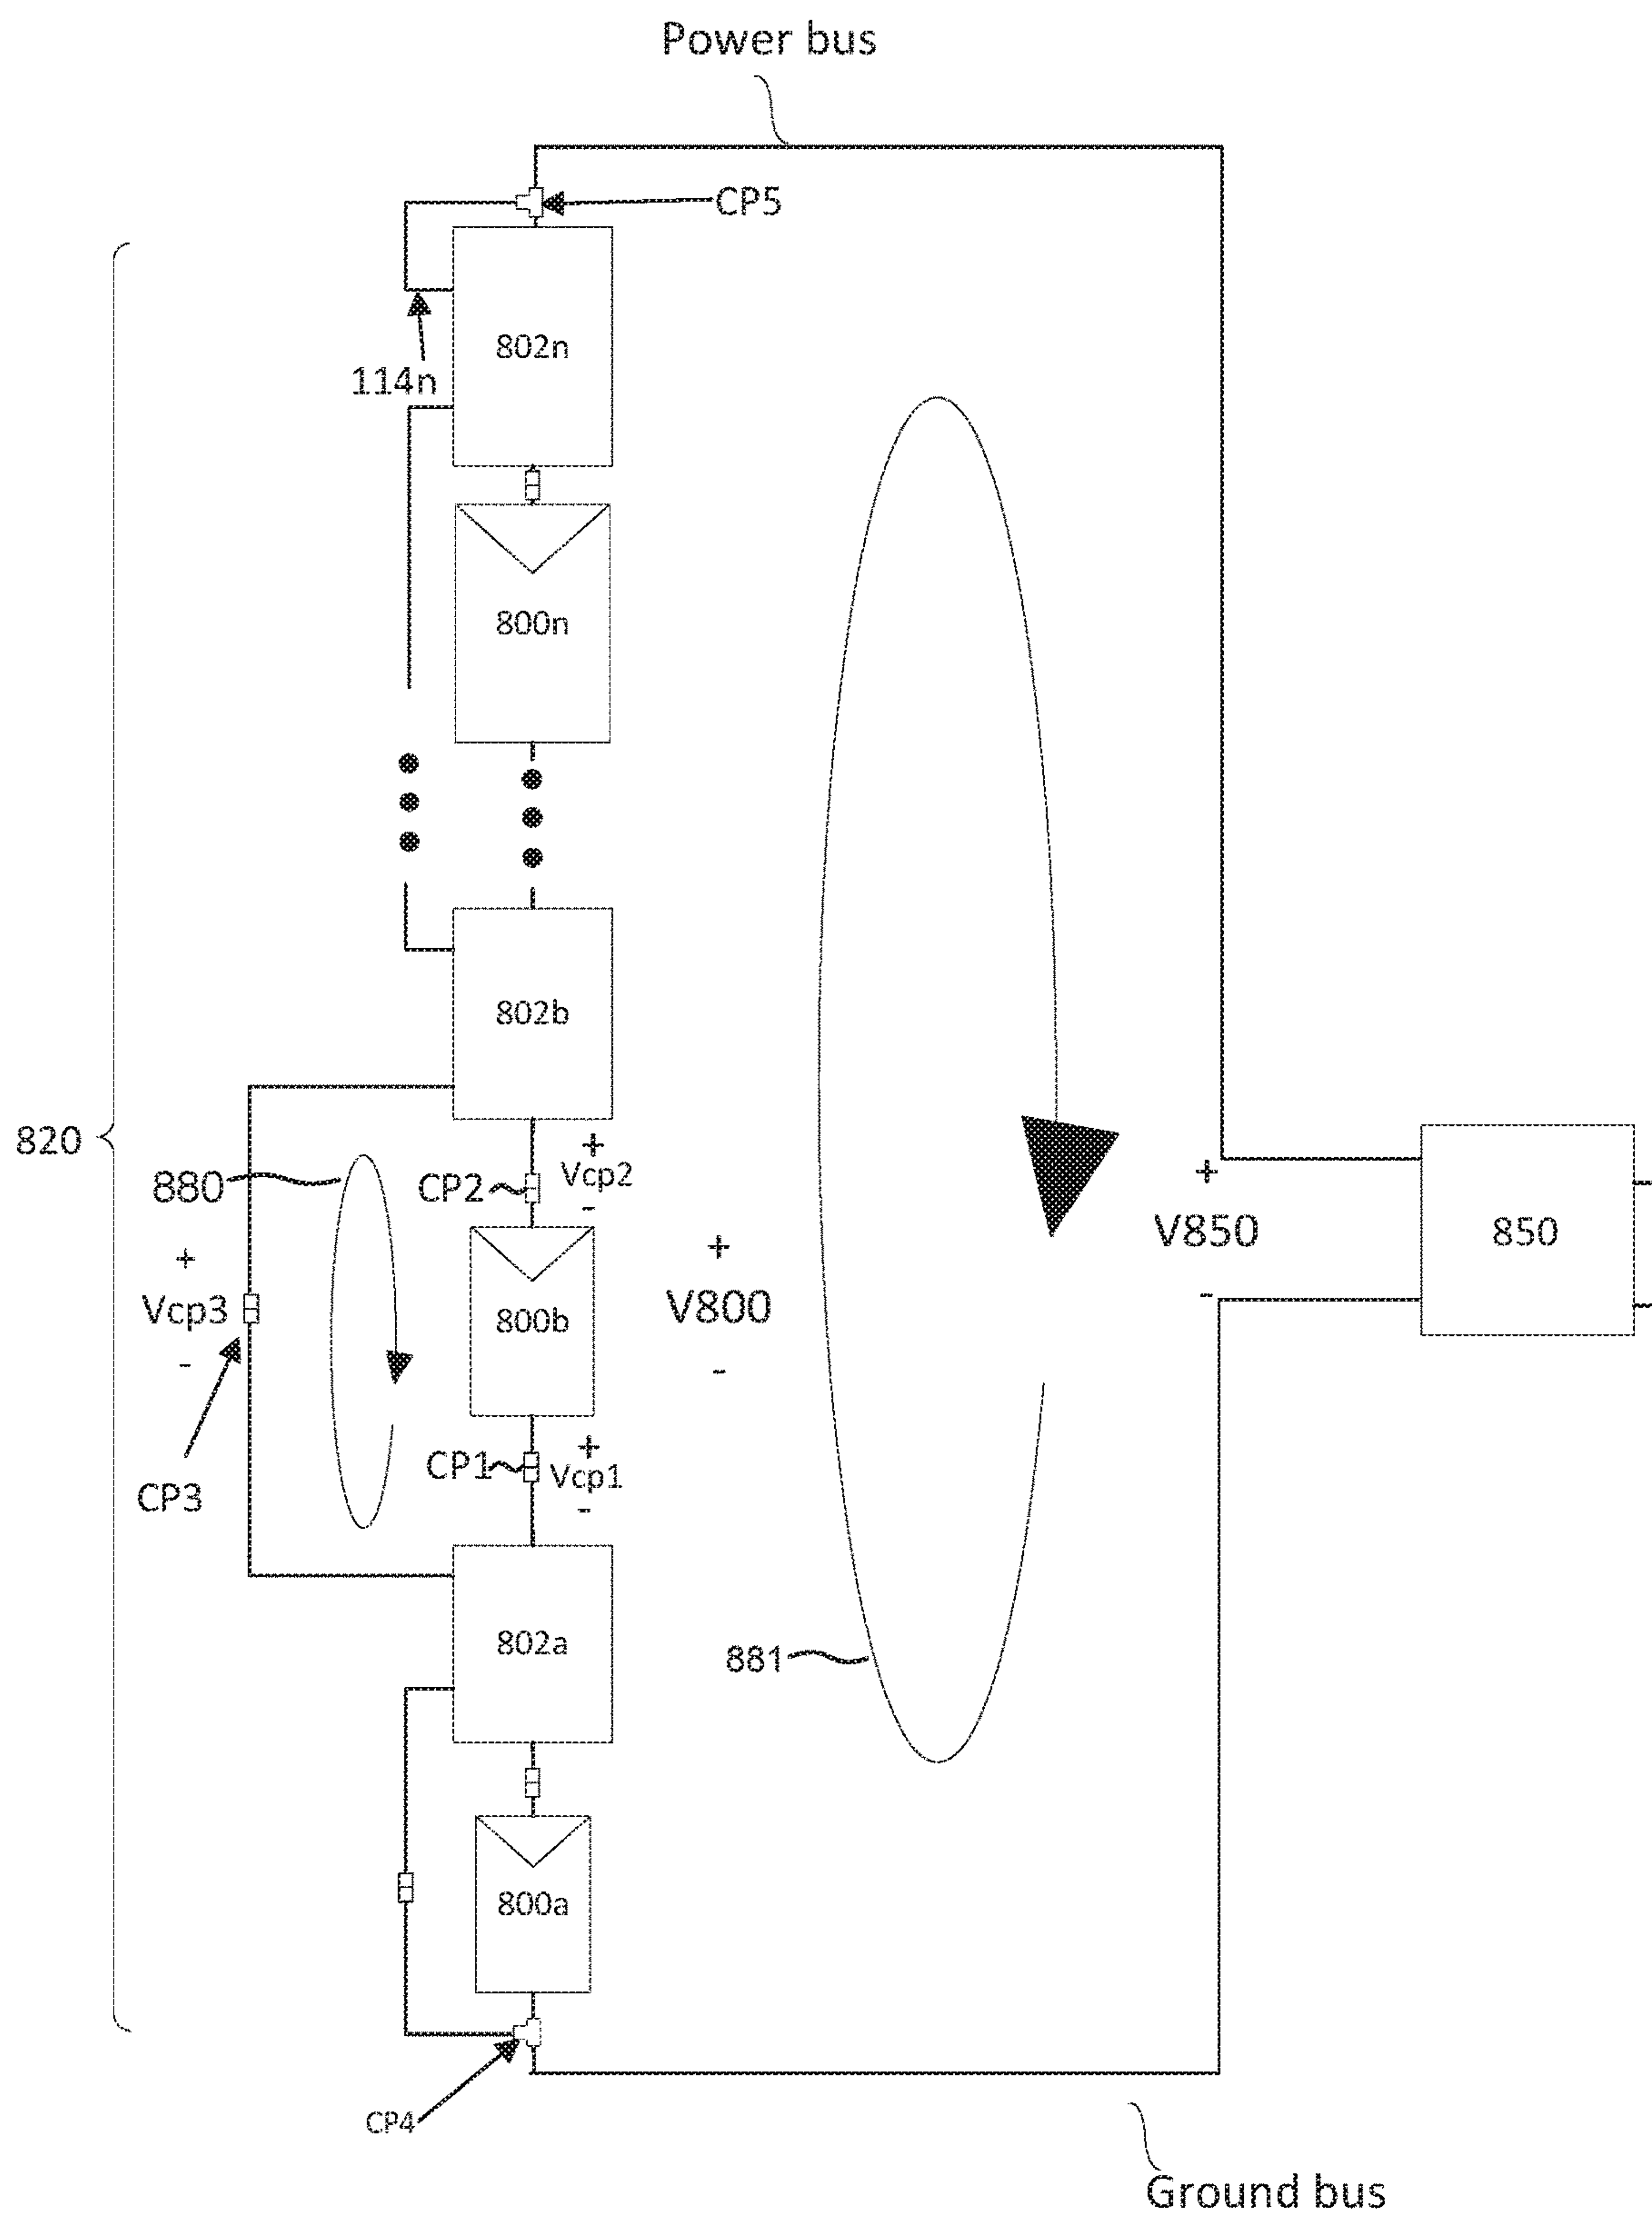 Power bus
CP5
802n
114n
800n
802b
820
+
Vcp2
-
CP2
880
+
Vcp3
-
800b
+
V800
-
+
V850
-
850
CP1
+
Vcp1
-
CP3
802a
881
800a
CP4
Ground bus